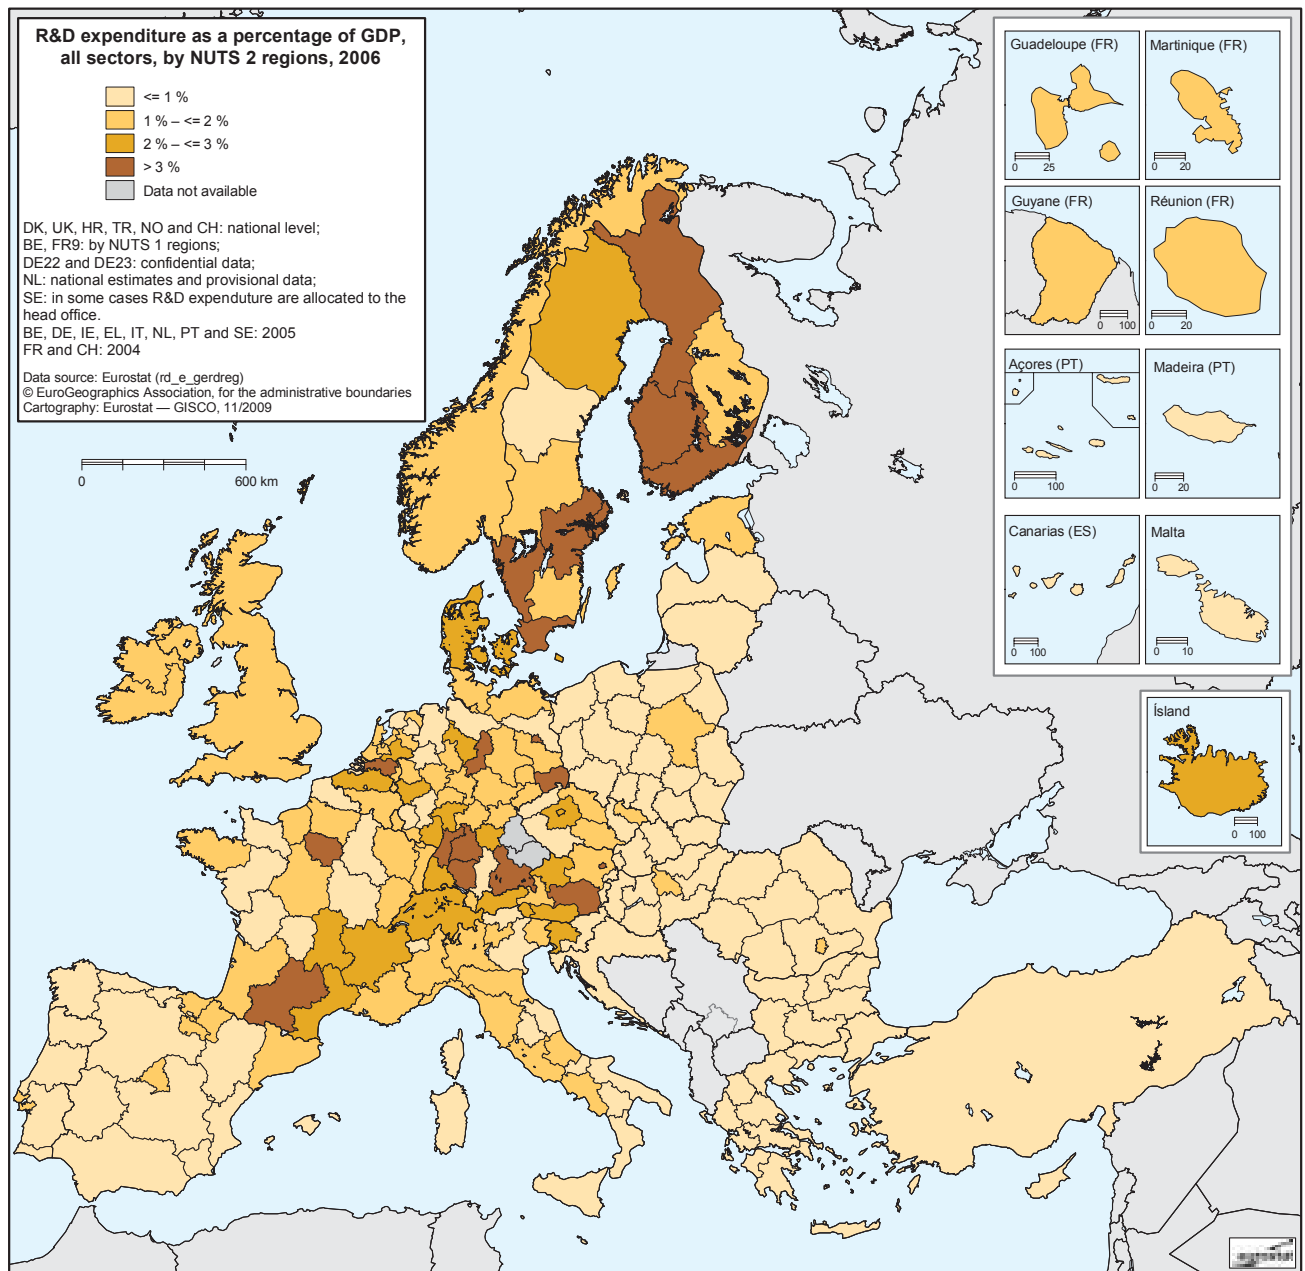 R&D expenditure as a percentage of GDP,
all sectors, by NUTS 2 regions, 2006
<= 1 %
1 % – <= 2 %
2 % – <= 3 %
> 3 %
Data not available
DK, UK, HR, TR, NO and CH: national level;
BE, FR9: by NUTS 1 regions;
DE22 and DE23: confidential data;
NL: national estimates and provisional data;
SE: in some cases R&D expenduture are allocated to the
head office.
BE, DE, IE, EL, IT, NL, PT and SE: 2005
FR and CH: 2004
Data source: Eurostat (rd_e_gerdreg)
© EuroGeographics Association, for the administrative boundaries
Cartography: Eurostat — GISCO, 11/2009
0 600 km
Guadeloupe (FR)
0 25
Martinique (FR)
0 20
Guyane (FR)
0 100
Réunion (FR)
0 20
Açores (PT)
0 100
Madeira (PT)
0 20
Canarias (ES)
0 100
Malta
0 10
Ísland
0 100
eurostat